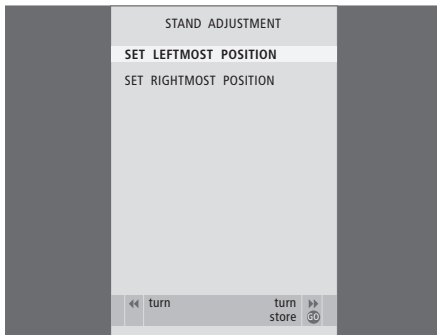 STAND ADJUSTMENT
SET LEFTMOST POSITION
SET RIGHTMOST POSITION
turn turn
store GO